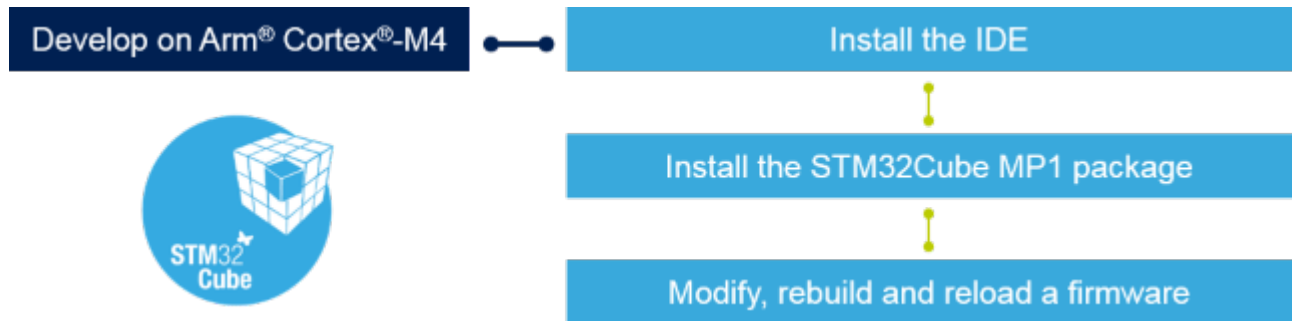 Develop on Arm® Cortex®-M4
Install the IDE
Install the STM32Cube MP1 package
STM32
Cube
Modify, rebuild and reload a firmware